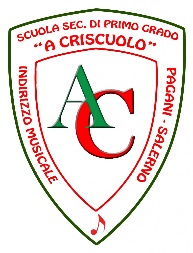 SCUOLA SEC. DI PRIMO GRADO
"A CRISCUOLO"
INDIRIZZO MUSICALE
PAGANI - SALERNO
AC